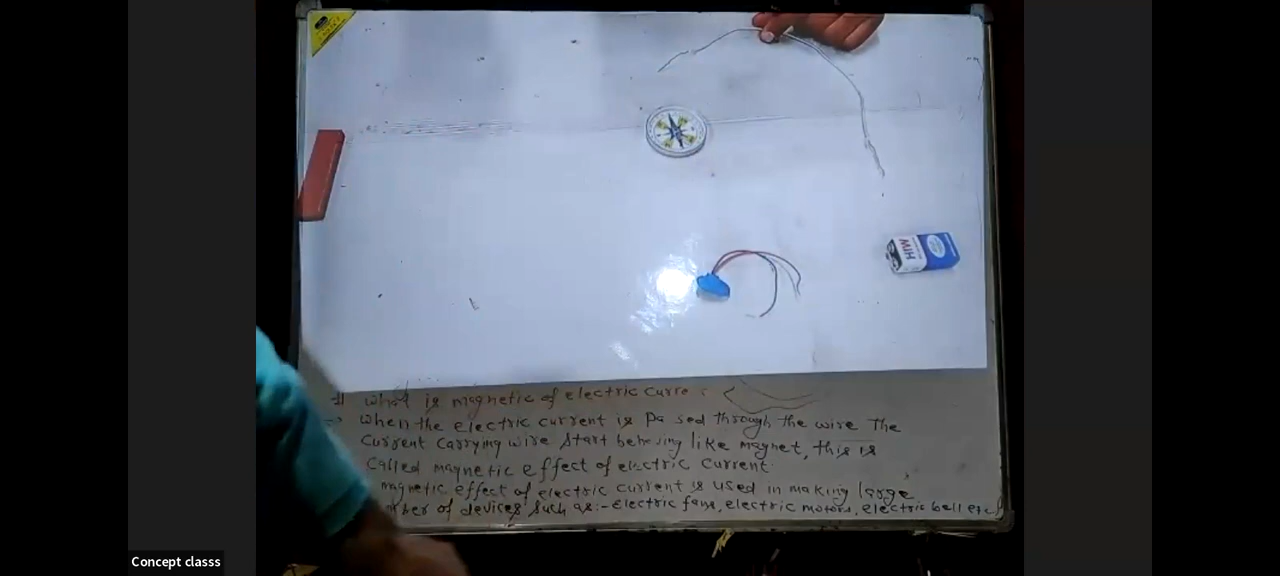 HIW
# What is magnetic of electric curre
=> When the electric current is pa sed through the wire The
current carrying wire start behaving like magnet, this is
called magnetic effect of electric current.
magnetic effect of electric current is used in making large
ber of devices such as:- electric fans, electric motors, electric bell etc
Concept classs